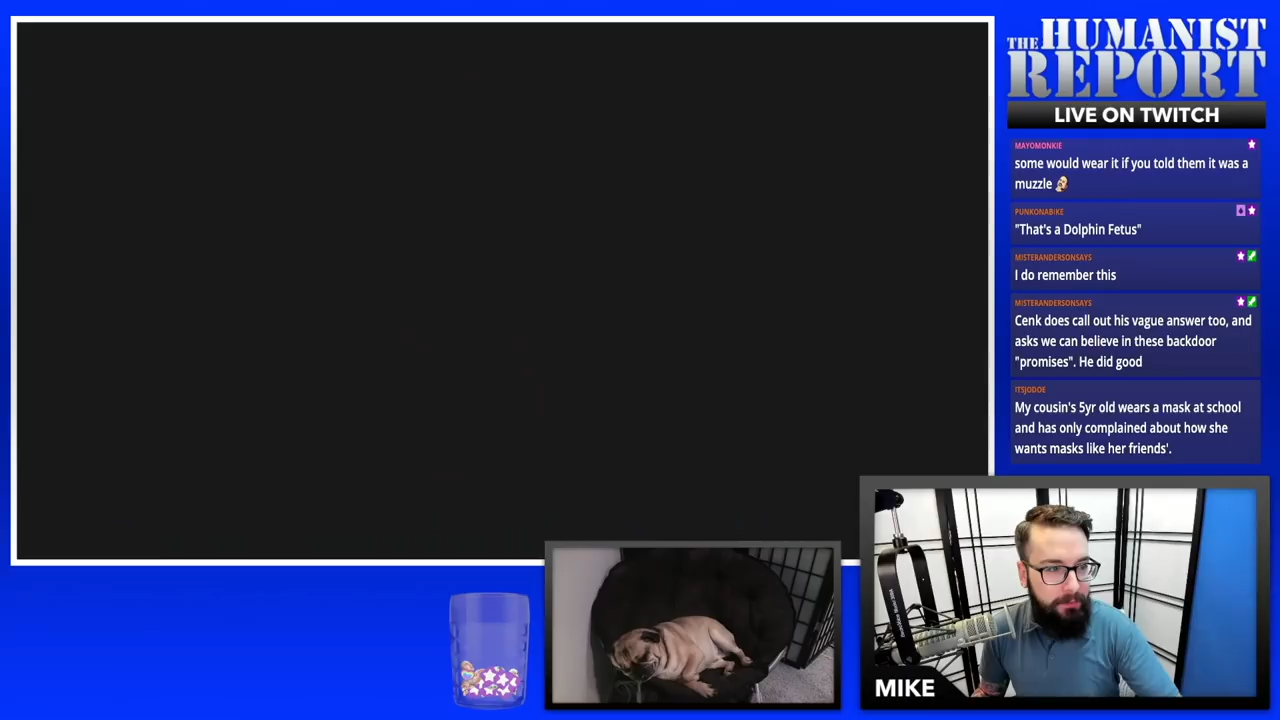 THE HUMANIST
REPORT
LIVE ON TWITCH
MAYOMONKIE
some would wear it if you told them it was a
muzzle
PUNKONABIKE
"That's a Dolphin Fetus"
MISTERANDERSONSAYS
I do remember this
MISTERANDERSONSAYS
Cenk does call out his vague answer too, and
asks we can believe in these backdoor
"promises". He did good
ITSJODOE
My cousin's 5yr old wears a mask at school
and has only complained about how she
wants masks like her friends'.
MIKE